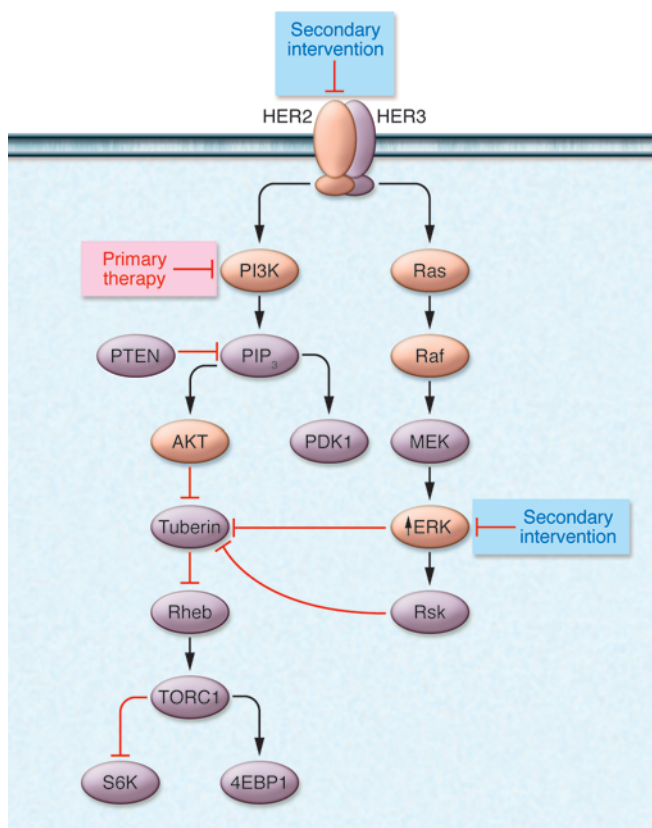 Secondary
intervention
HER2
HER3
Primary
therapy
PI3K
Ras
PTEN
PIP3
Raf
AKT
PDK1
MEK
Tuberin
ERK
Secondary
intervention
Rheb
Rsk
TORC1
S6K
4EBP1